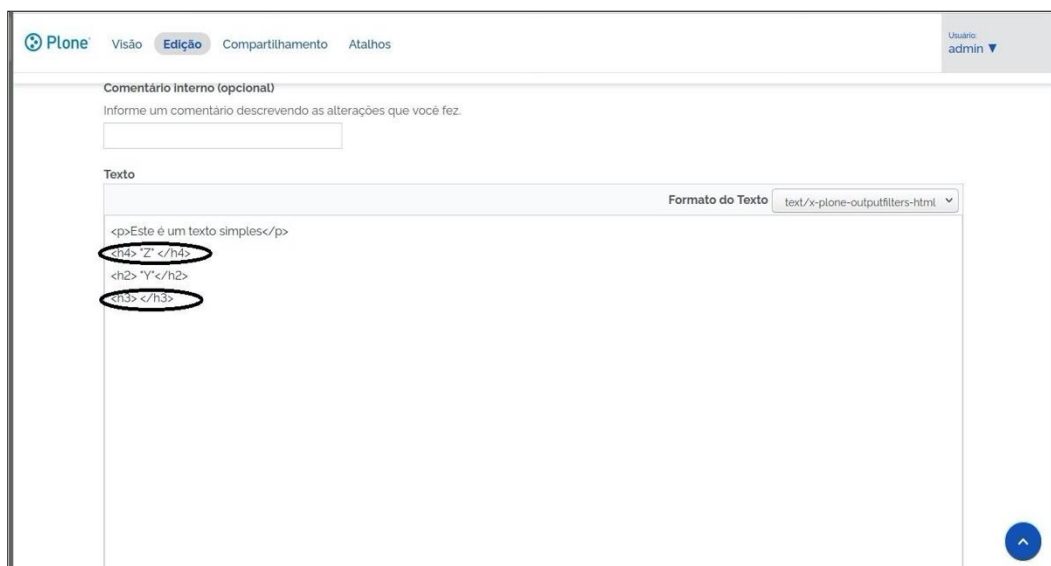 Plone
Visão Edição Compartilhamento Atalhos
Usuário:
admin ▼
Comentário interno (opcional)
Informe um comentário descrevendo as alterações que você fez.
Texto
Formato do Texto text/x-plone-outputfilters-html
<p>Este é um texto simples</p>
<h4> "Z" </h4>
<h2> "Y"</h2>
<h3> </h3>